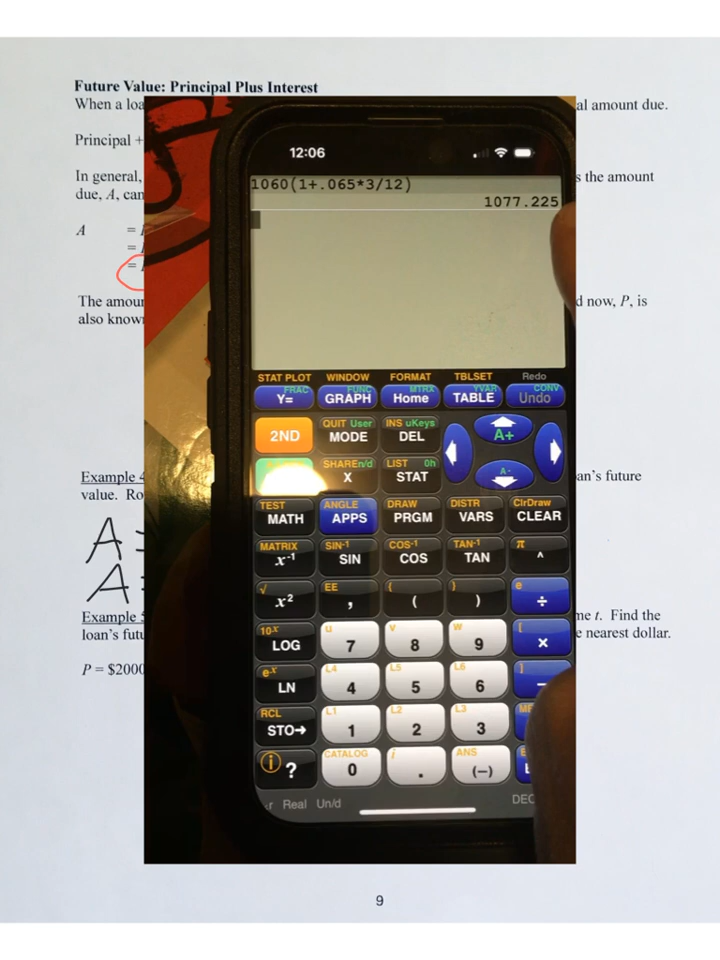 Future Value: Principal Plus Interest
When a loa
al amount due.
Principal +
In general,
s the amount
due, A, can
A =
=
=
The amou
d now, P, is
also know
Example
an's future
value. Ro
A=
A=
Example
me t. Find the
loan's futu
e nearest dollar.
P = $2000
9
12:06
1060(1+.065*3/12)
1077.225
STAT PLOT WINDOW FORMAT TBLSET Redo
FRAC FUNC MTRX YVAR CONV
Y= GRAPH Home TABLE Undo
QUIT User INS uKeys
2ND MODE DEL A+
SHARE n/d LIST 0h A-
X STAT
TEST ANGLE DRAW DISTR ClrDraw
MATH APPS PRGM VARS CLEAR
MATRIX SIN-1 COS-1 TAN-1 π
x-1 SIN COS TAN ^
√ EE { } e
x2 , ( ) ÷
10x u v w [
LOG 7 8 9 ×
ex L4 L5 L6 ]
LN 4 5 6 −
RCL L1 L2 L3 ME
STO→ 1 2 3
CATALOG i ANS
i ? 0 . (−)
Real Un/d DEC